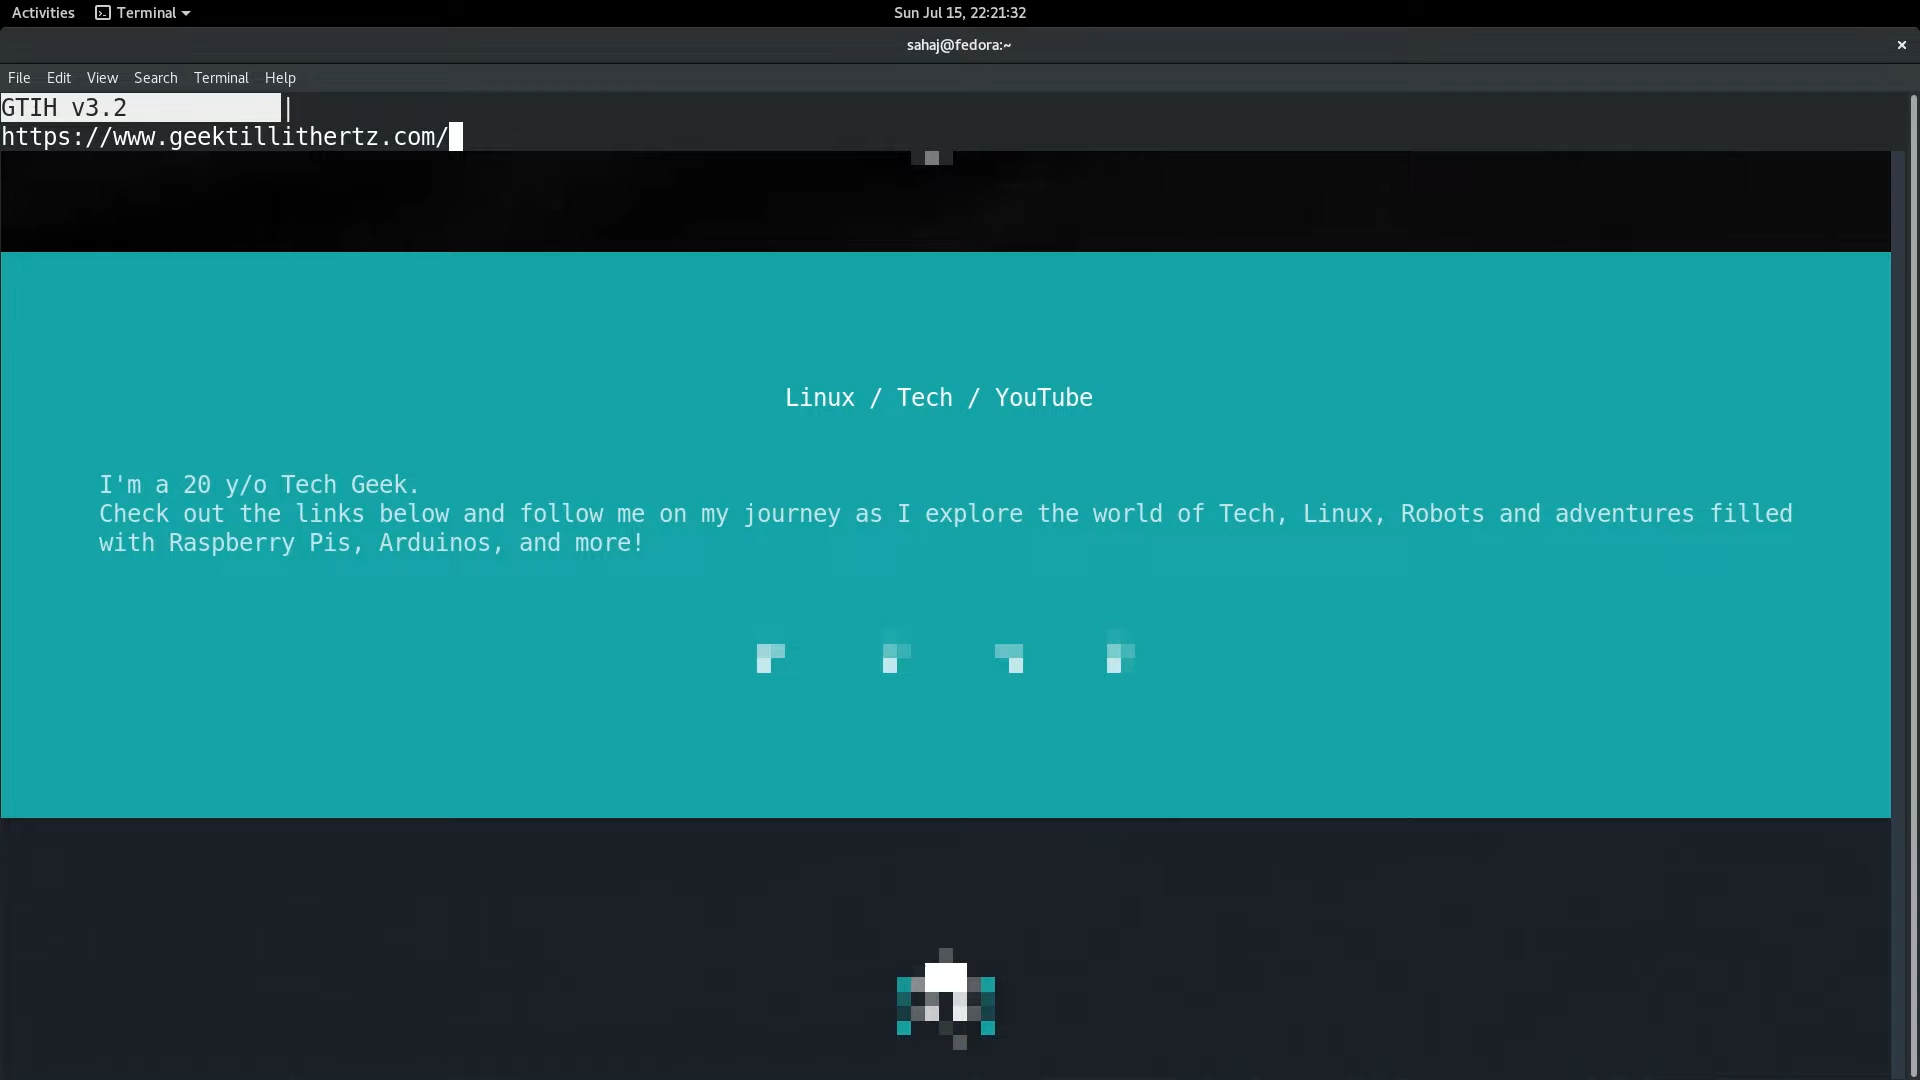 Activities Terminal Sun Jul 15, 22:21:32
sahaj@fedora:~
File Edit View Search Terminal Help
GTIH v3.2
https://www.geektillithertz.com/
Linux / Tech / YouTube
I'm a 20 y/o Tech Geek.
Check out the links below and follow me on my journey as I explore the world of Tech, Linux, Robots and adventures filled
with Raspberry Pis, Arduinos, and more!